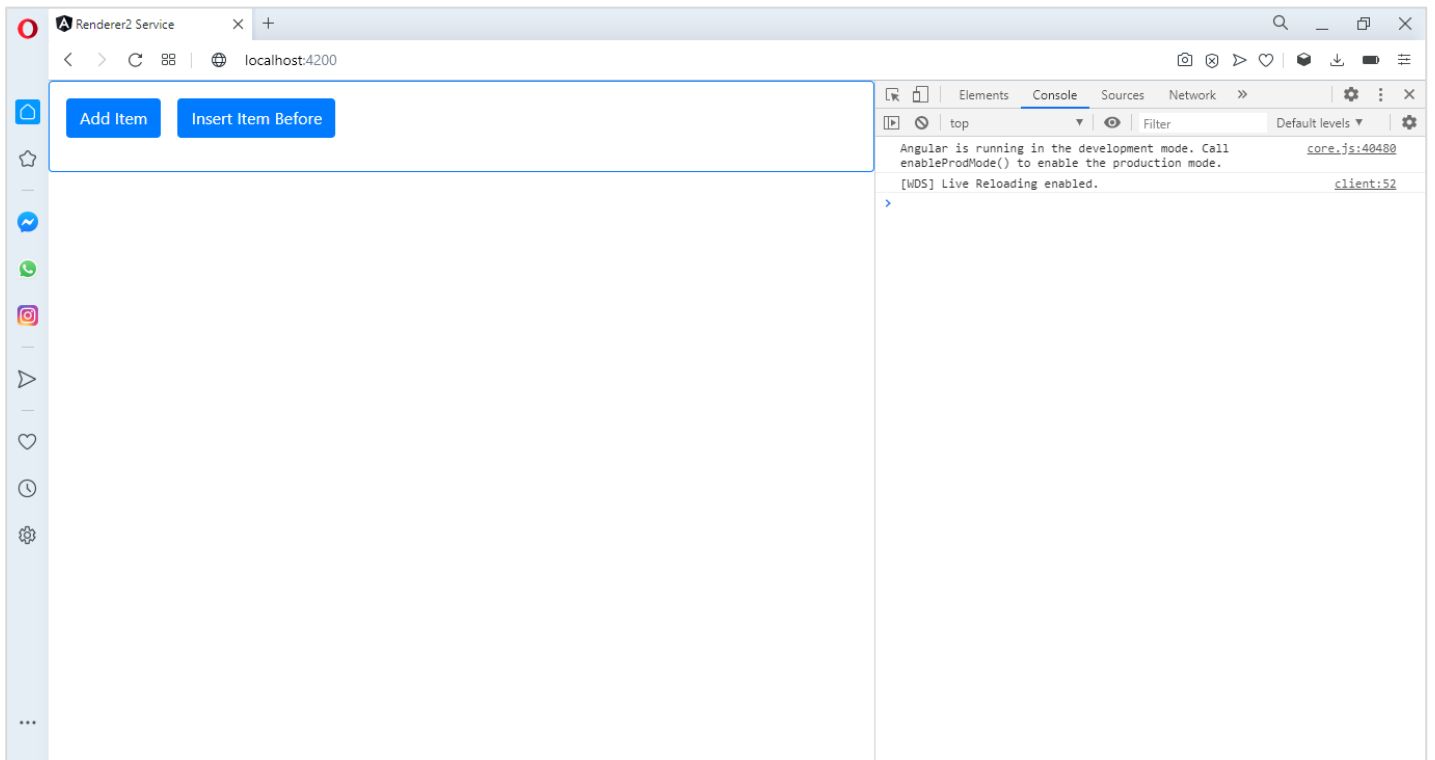 Renderer2 Service
localhost:4200
Add Item
Insert Item Before
Elements Console Sources Network »
top Filter Default levels
Angular is running in the development mode. Call core.js:40480
enableProdMode() to enable the production mode.
[WDS] Live Reloading enabled. client:52